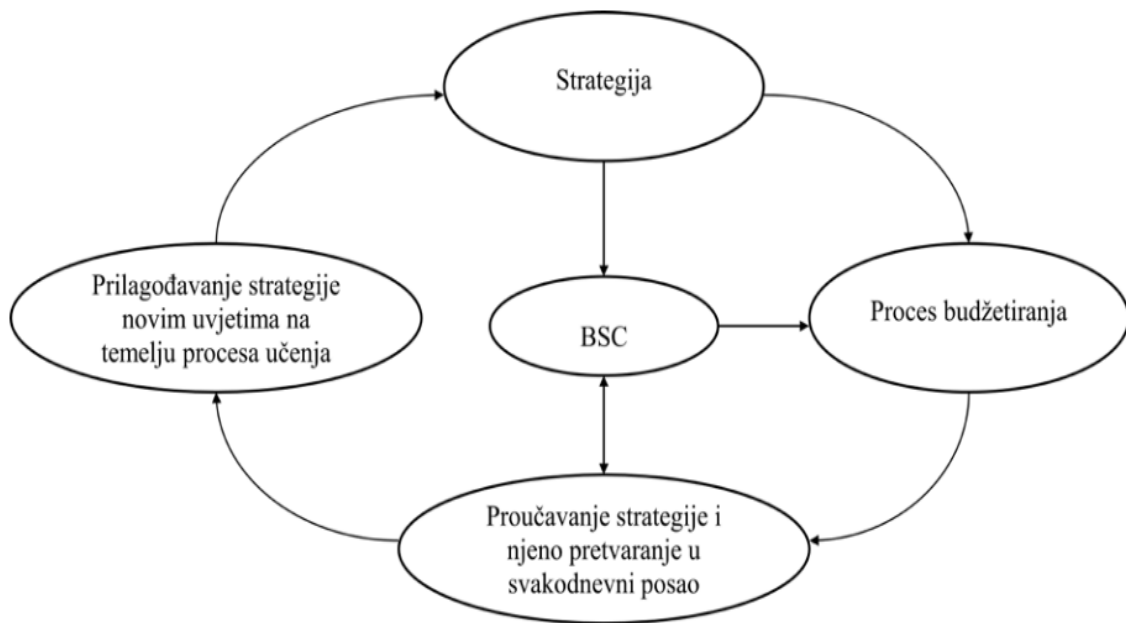 Strategija
Prilagođavanje strategije
novim uvjetima na
temelju procesa učenja
BSC
Proces budžetiranja
Proučavanje strategije i
njeno pretvaranje u
svakodnevni posao